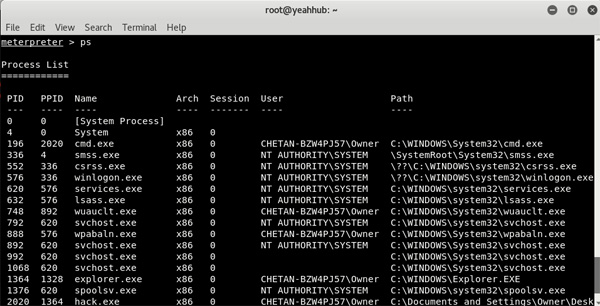 root@yeahhub: ~
File Edit View Search Terminal Help
meterpreter > ps
Process List
============
PID PPID Name Arch Session User Path
--- ---- ---- ---- ------- ---- ----
0 0 [System Process]
4 0 System x86 0
196 2020 cmd.exe x86 0 CHETAN-BZW4PJ57\Owner C:\WINDOWS\System32\cmd.exe
336 4 smss.exe x86 0 NT AUTHORITY\SYSTEM \SystemRoot\System32\smss.exe
552 336 csrss.exe x86 0 NT AUTHORITY\SYSTEM \??\C:\WINDOWS\system32\csrss.exe
576 336 winlogon.exe x86 0 NT AUTHORITY\SYSTEM \??\C:\WINDOWS\system32\winlogon.exe
620 576 services.exe x86 0 NT AUTHORITY\SYSTEM C:\WINDOWS\system32\services.exe
632 576 lsass.exe x86 0 NT AUTHORITY\SYSTEM C:\WINDOWS\system32\lsass.exe
748 892 wuauclt.exe x86 0 CHETAN-BZW4PJ57\Owner C:\WINDOWS\System32\wuauclt.exe
792 620 svchost.exe x86 0 NT AUTHORITY\SYSTEM C:\WINDOWS\system32\svchost.exe
888 576 wpabaln.exe x86 0 CHETAN-BZW4PJ57\Owner C:\WINDOWS\System32\wpabaln.exe
892 620 svchost.exe x86 0 NT AUTHORITY\SYSTEM C:\WINDOWS\System32\svchost.exe
992 620 svchost.exe x86 0 C:\WINDOWS\System32\svchost.exe
1068 620 svchost.exe x86 0 C:\WINDOWS\System32\svchost.exe
1364 1328 explorer.exe x86 0 CHETAN-BZW4PJ57\Owner C:\WINDOWS\Explorer.EXE
1376 620 spoolsv.exe x86 0 NT AUTHORITY\SYSTEM C:\WINDOWS\system32\spoolsv.exe
2020 1364 hack.exe x86 0 CHETAN-BZW4PJ57\Owner C:\Documents and Settings\Owner\Desk